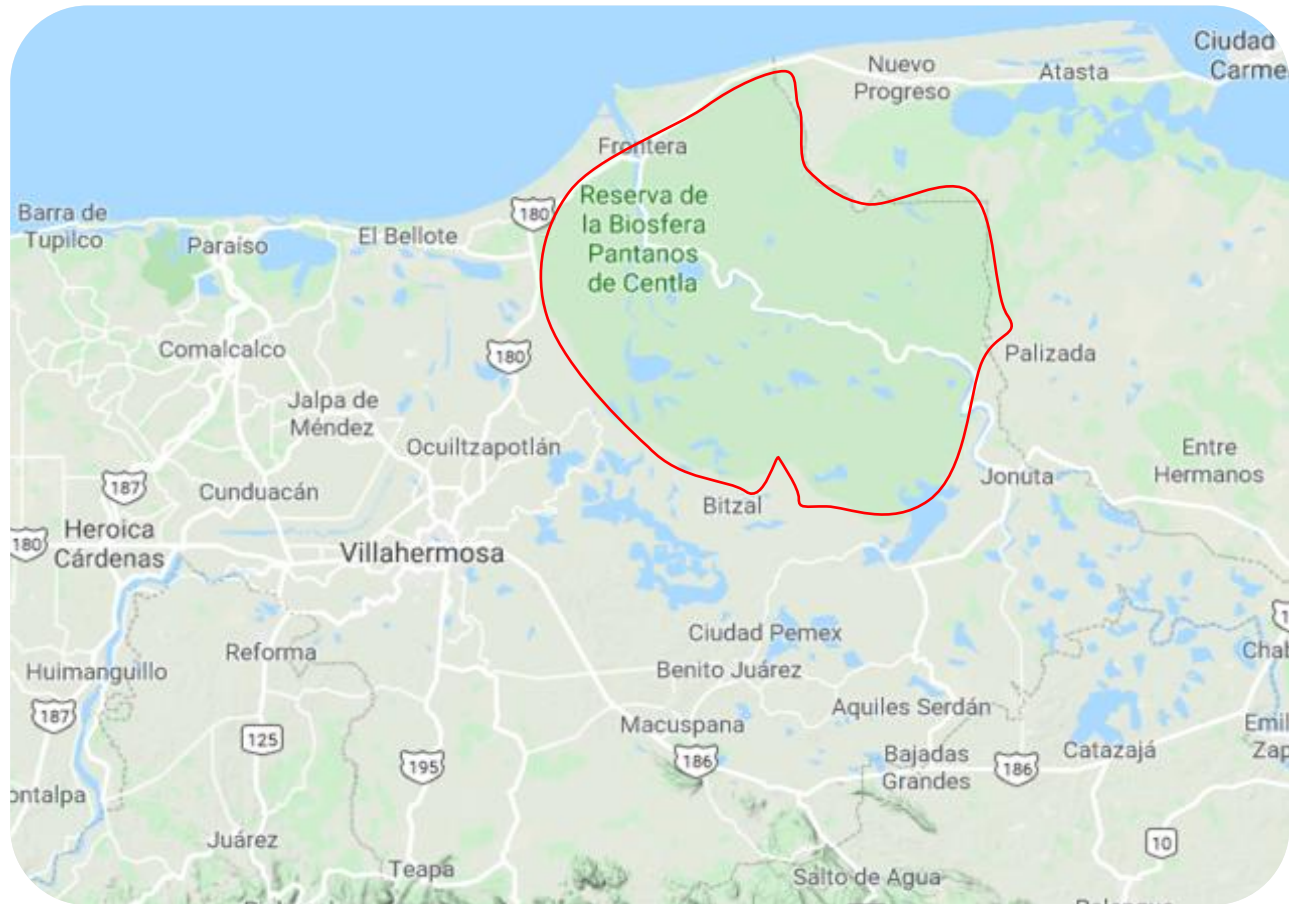 Ciudad
Carme
Nuevo
Progreso
Atasta
Frontera
Reserva de
la Biosfera
Pantanos
de Centla
180
Barra de
Tupilco
Paraíso
El Bellote
180
Comalcalco
Palizada
Jalpa de
Méndez
Ocuiltzapotlán
Entre
Hermanos
187
Cunduacán
Jonuta
Bitzal
Heroica
Cárdenas
180
Villahermosa
Ciudad Pemex
Reforma
Chab
Huimanguillo
Benito Juárez
187
Aquiles Serdán
Macuspana
125
Emil
Zap
195
186
Bajadas
Grandes
186
Catazajá
ontalpa
Juárez
10
Teapa
Salto de Agua